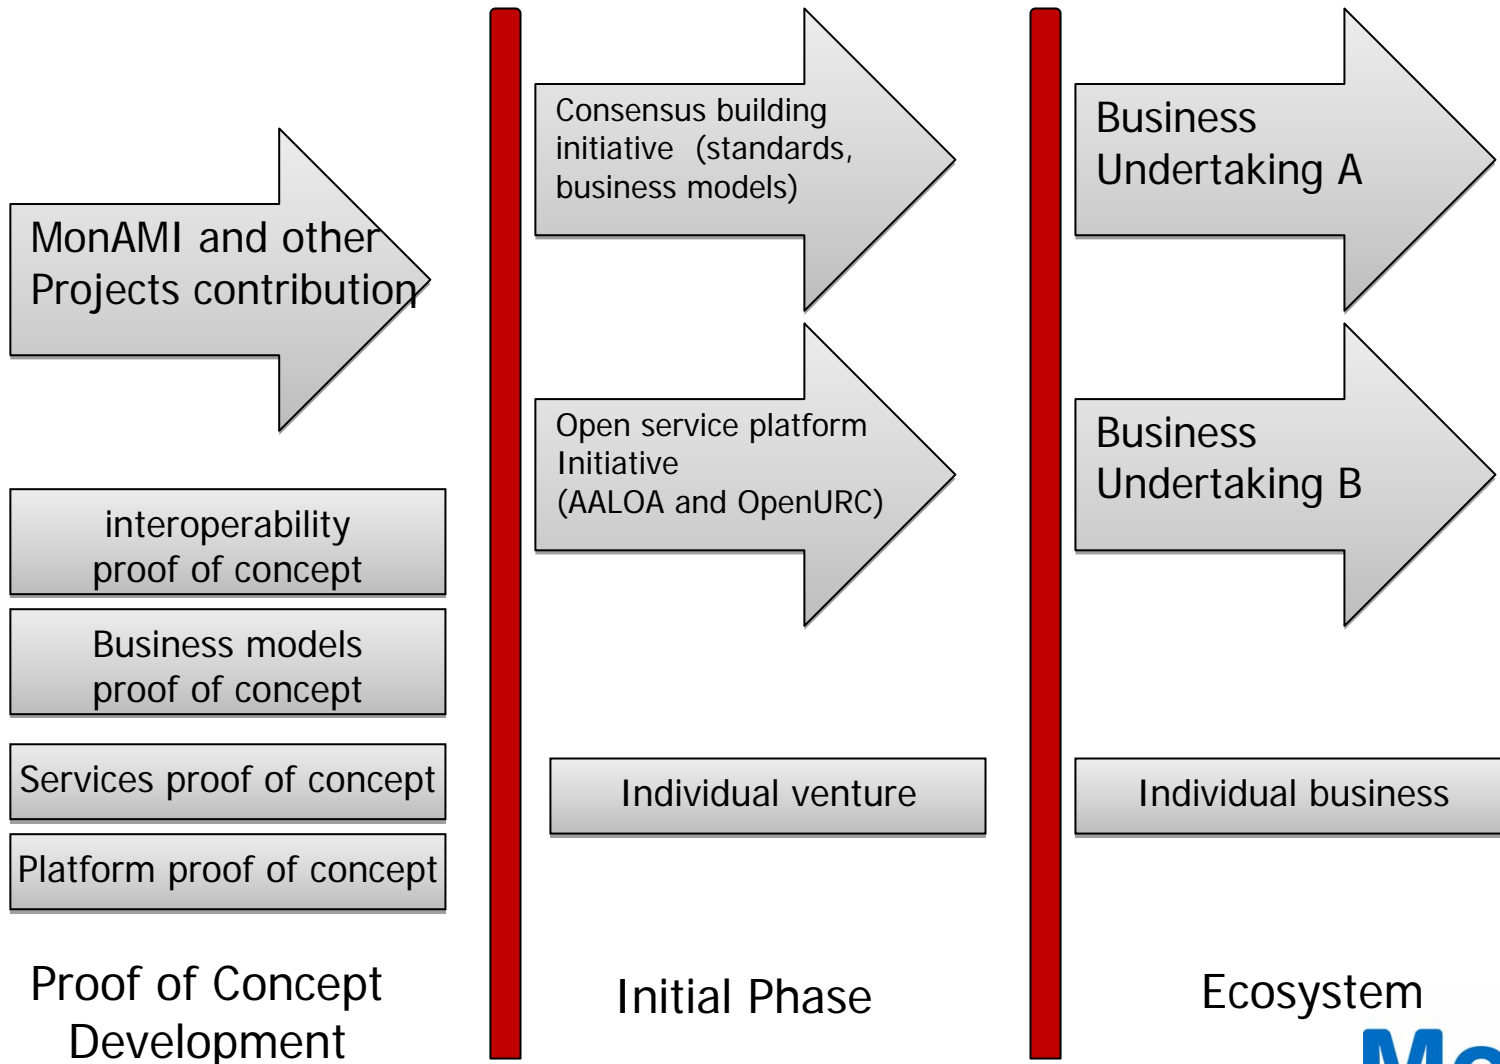 MonAMI and other
Projects contribution
interoperability
proof of concept
Business models
proof of concept
Services proof of concept
Platform proof of concept
Proof of Concept
Development
Consensus building
initiative (standards,
business models)
Open service platform
Initiative
(AALOA and OpenURC)
Individual venture
Initial Phase
Business
Undertaking A
Business
Undertaking B
Individual business
Ecosystem